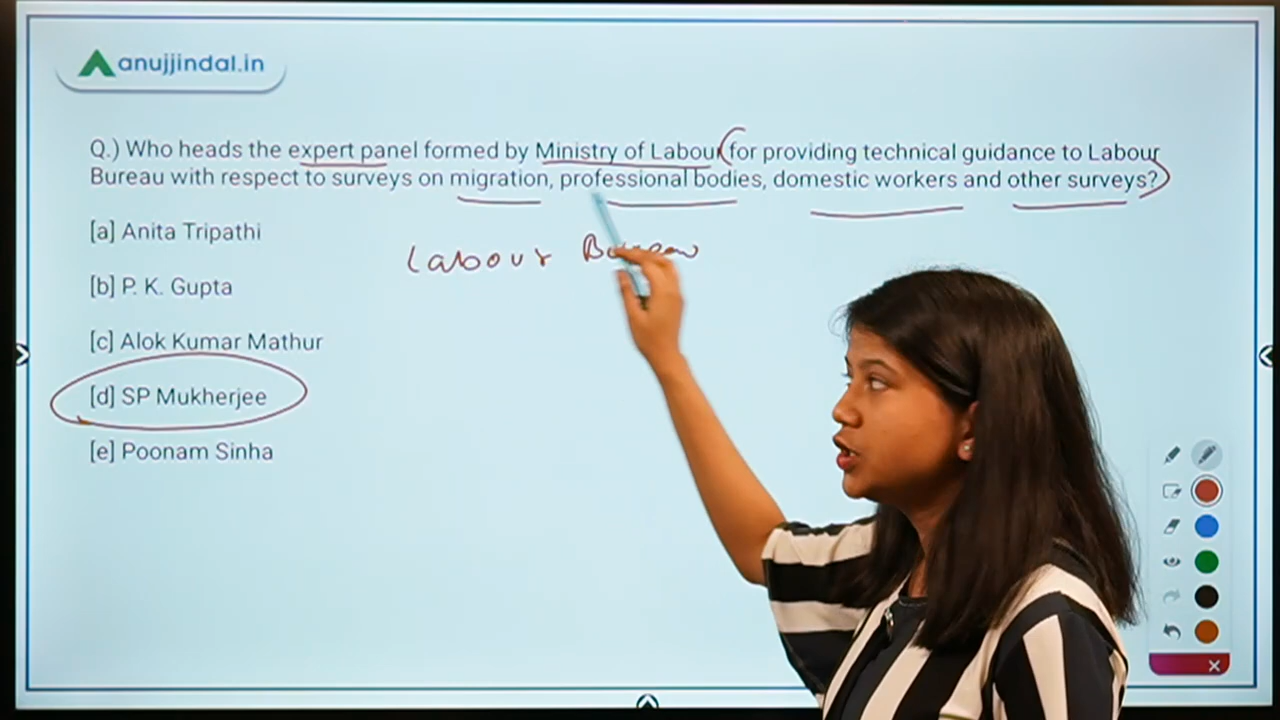 anujjindal.in
Q.) Who heads the expert panel formed by Ministry of Labour for providing technical guidance to Labour
Bureau with respect to surveys on migration, professional bodies, domestic workers and other surveys?
[a] Anita Tripathi
Labour Bureau
[b] P. K. Gupta
[c] Alok Kumar Mathur
[d] SP Mukherjee
[e] Poonam Sinha